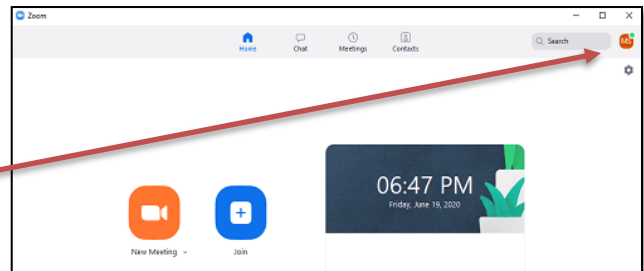 Zoom
Search
MS
Home
Chat
Meetings
Contacts
06:47 PM
Friday, June 19, 2020
New Meeting
Join